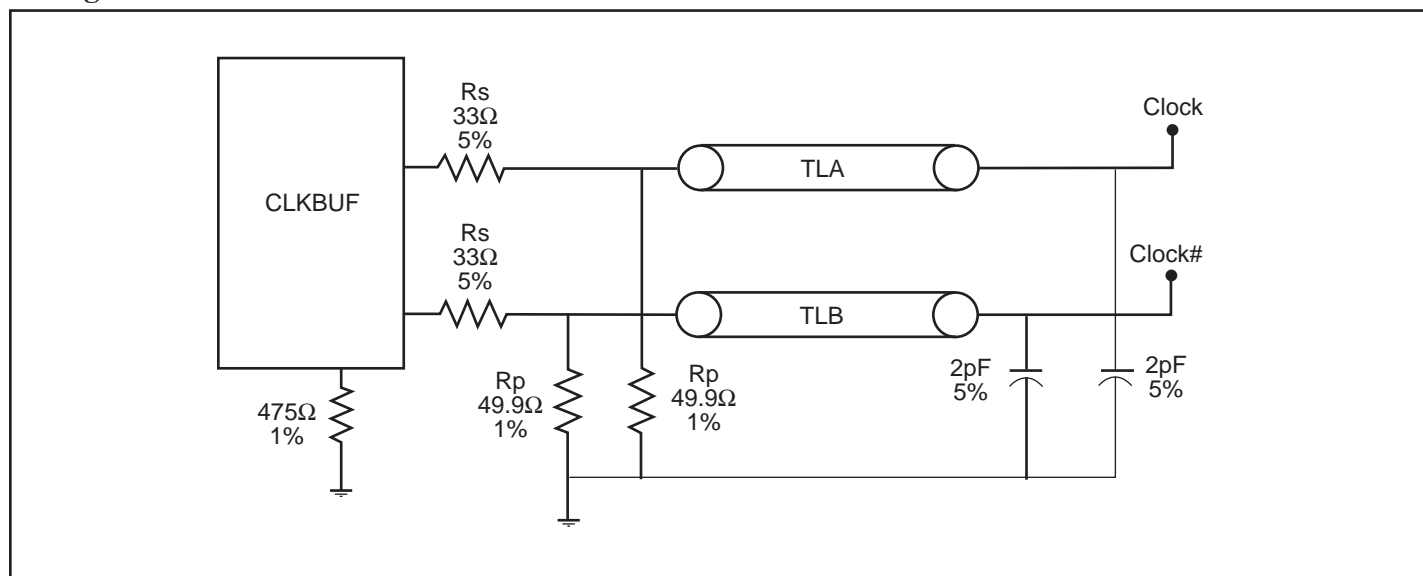 CLKBUF
Rs
33Ω
5%
TLA
Clock
Rs
33Ω
5%
TLB
Clock#
475Ω
1%
Rp
49.9Ω
1%
Rp
49.9Ω
1%
2pF
5%
2pF
5%